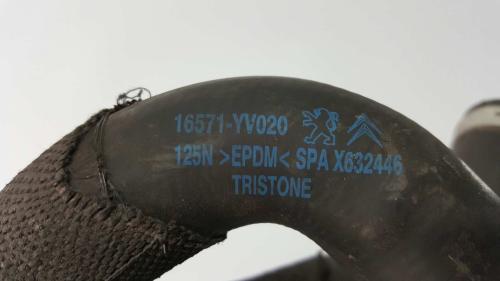 16571-YV020
125N >EPDM< SPA X632446
TRISTONE